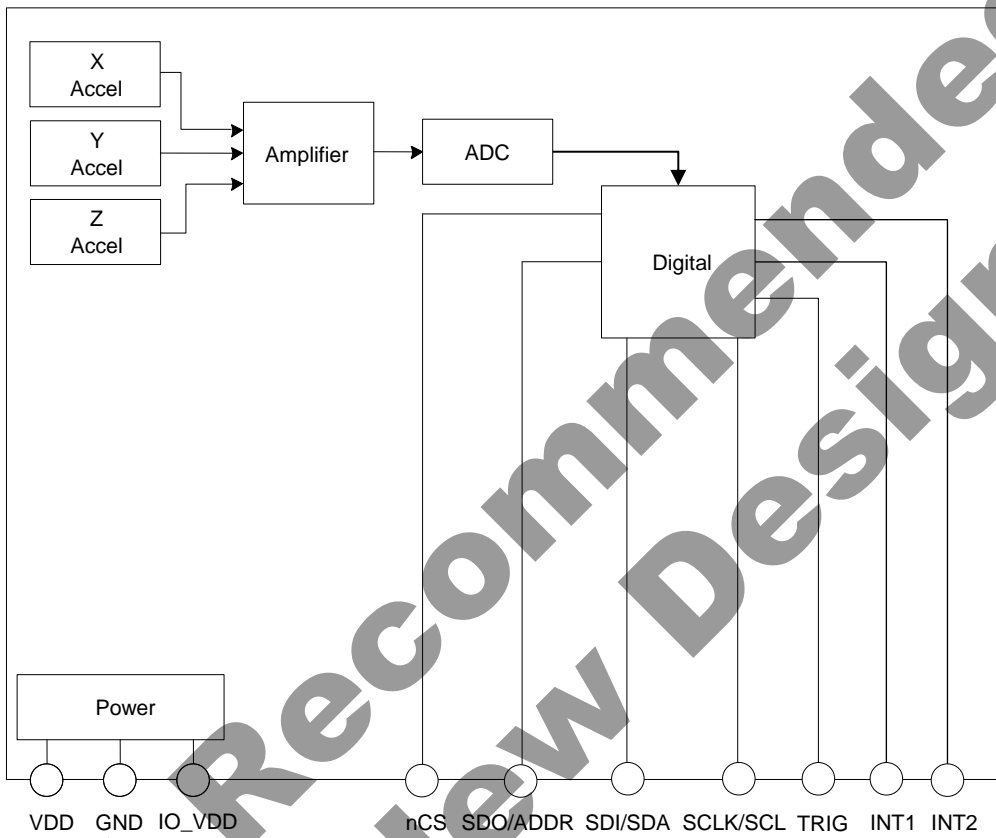 X
Accel
Y
Accel
Z
Accel
Amplifier
ADC
Digital
Power
VDD GND IO_VDD nCS SDO/ADDR SDI/SDA SCLK/SCL TRIG INT1 INT2
Recommended
Design